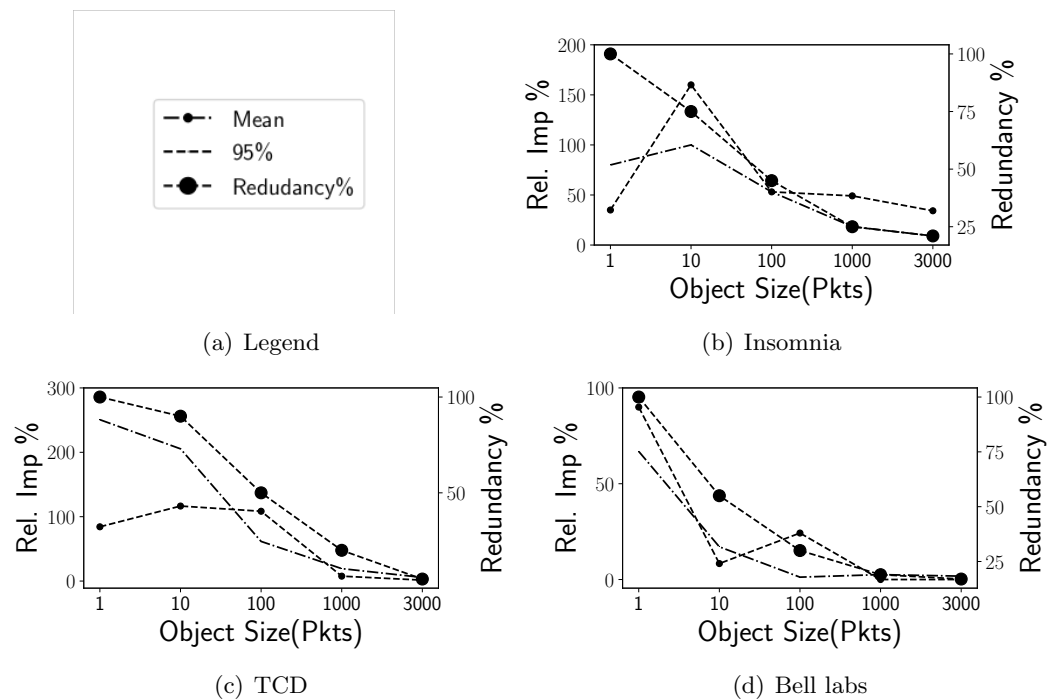 Mean
95%
Redudancy%
(a) Legend
200
150
100
50
0
Rel. Imp %
100
75
50
25
Redundancy %
1 10 100 1000 3000
Object Size(Pkts)
(b) Insomnia
300
200
100
0
Rel. Imp %
100
50
Redundancy %
1 10 100 1000 3000
Object Size(Pkts)
(c) TCD
100
50
0
Rel. Imp %
100
75
50
25
Redundancy %
1 10 100 1000 3000
Object Size(Pkts)
(d) Bell labs